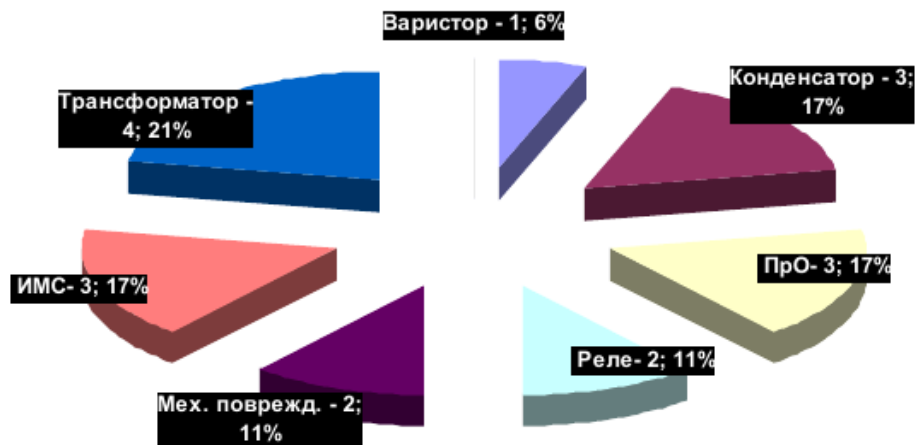 Варистор - 1; 6%
Конденсатор - 3;
17%
Трансформатор -
4; 21%
ПрО- 3; 17%
ИМС- 3; 17%
Реле- 2; 11%
Мех. поврежд. - 2;
11%